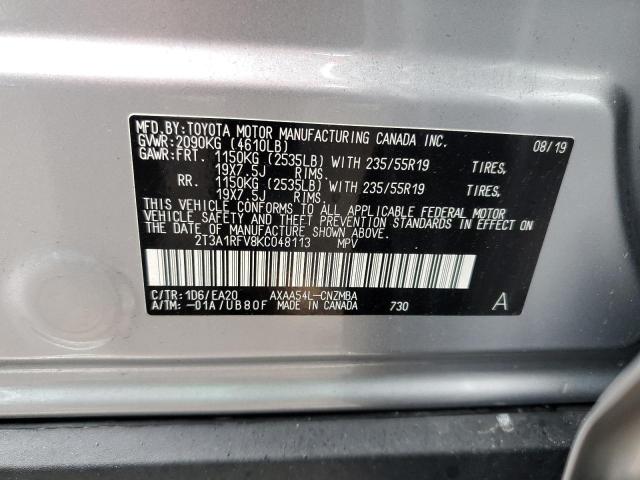 MFD.BY:TOYOTA MOTOR MANUFACTURING CANADA INC. 08/19
GVWR:2090KG (4610LB)
GAWR:FRT. 1150KG (2535LB) WITH 235/55R19 TIRES,
19X7.5J RIMS.
RR. 1150KG (2535LB) WITH 235/55R19 TIRES,
19X7.5J RIMS.
THIS VEHICLE CONFORMS TO ALL APPLICABLE FEDERAL MOTOR
VEHICLE SAFETY AND THEFT PREVENTION STANDARDS IN EFFECT ON
THE DATE OF MANUFACTURE SHOWN ABOVE.
2T3A1RFV8KC048113 MPV
C/TR:1D6/EA20 AXAA54L-CNZMBA
A/TM:-01A/UB80F MADE IN CANADA 730 A